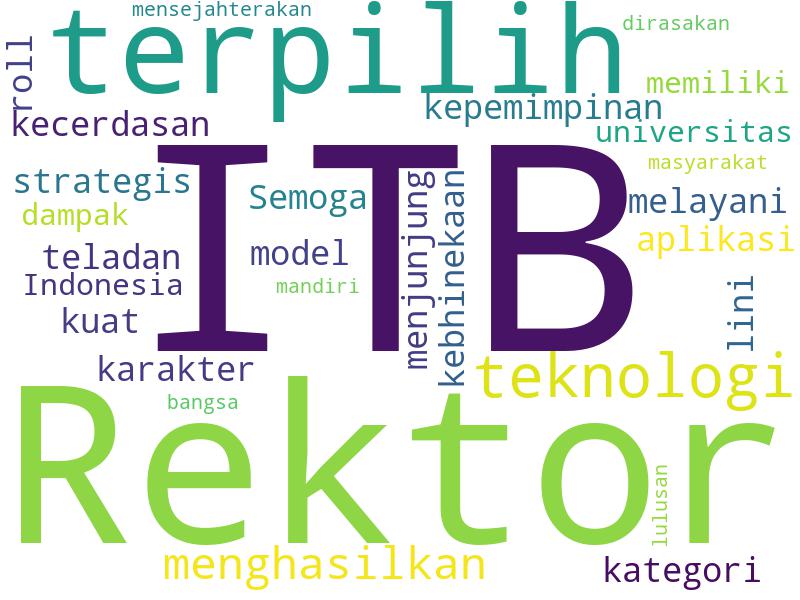 mensejahterakan
dirasakan
terpilih
roll
memiliki
kepemimpinan
kecerdasan
universitas
masyarakat
ITB
strategis
Semoga
menjunjung
kebhinekaan
melayani
dampak
aplikasi
teladan
model
Indonesia
mandiri
lini
kuat
karakter
teknologi
bangsa
Rektor
lulusan
menghasilkan
kategori